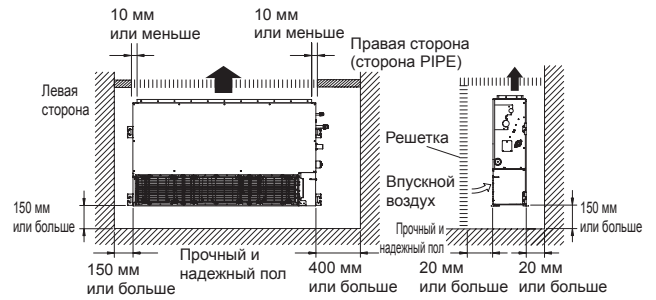 10 мм
или меньше
10 мм
или меньше
Правая сторона
(сторона PIPE)
Левая
сторона
Решетка
Впускной
воздух
150 мм
или больше
Прочный и
надежный пол
150 мм
или больше
400 мм
или больше
Прочный и
надежный пол
150 мм
или больше
20 мм
или больше
20 мм
или больше